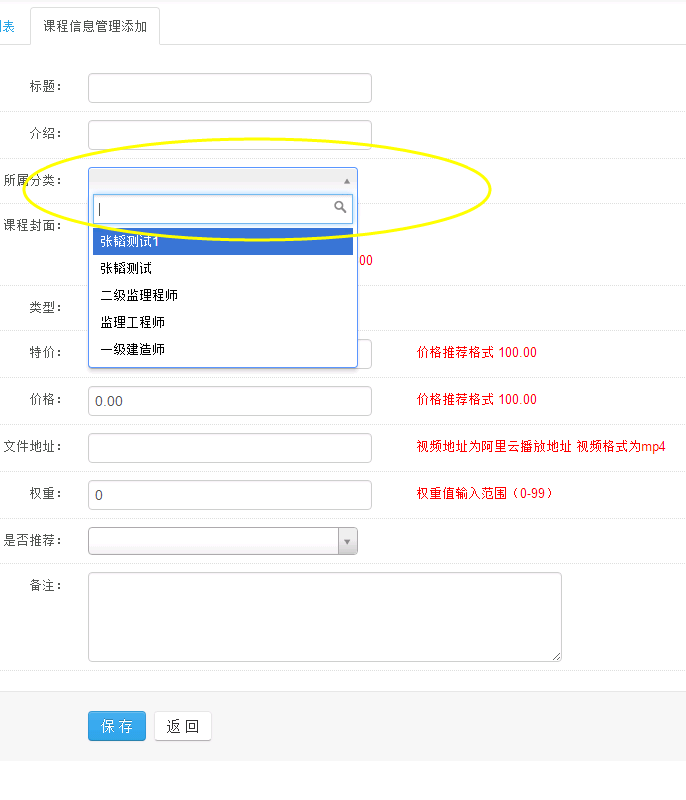 列表 课程信息管理添加
标题：
介绍：
所属分类：
张韬测试1
课程封面：
00
张韬测试
二级监理程师
类型：
监理工程师
一级建造师
特价：
价格推荐格式 100.00
价格：
0.00
价格推荐格式 100.00
文件地址：
视频地址为阿里云播放地址 视频格式为mp4
权重：
0
权重值输入范围（0-99）
是否推荐：
备注：
保 存
返 回